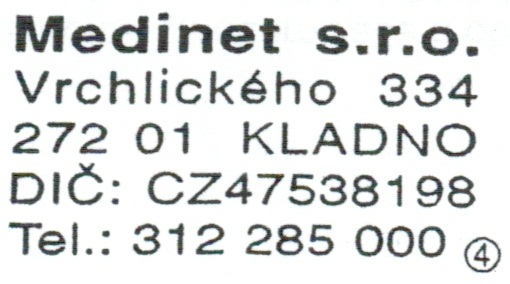 Medinet s.r.o.
Vrchlického 334
272 01 KLADNO
DIČ: CZ47538198
Tel.: 312 285 000 ④